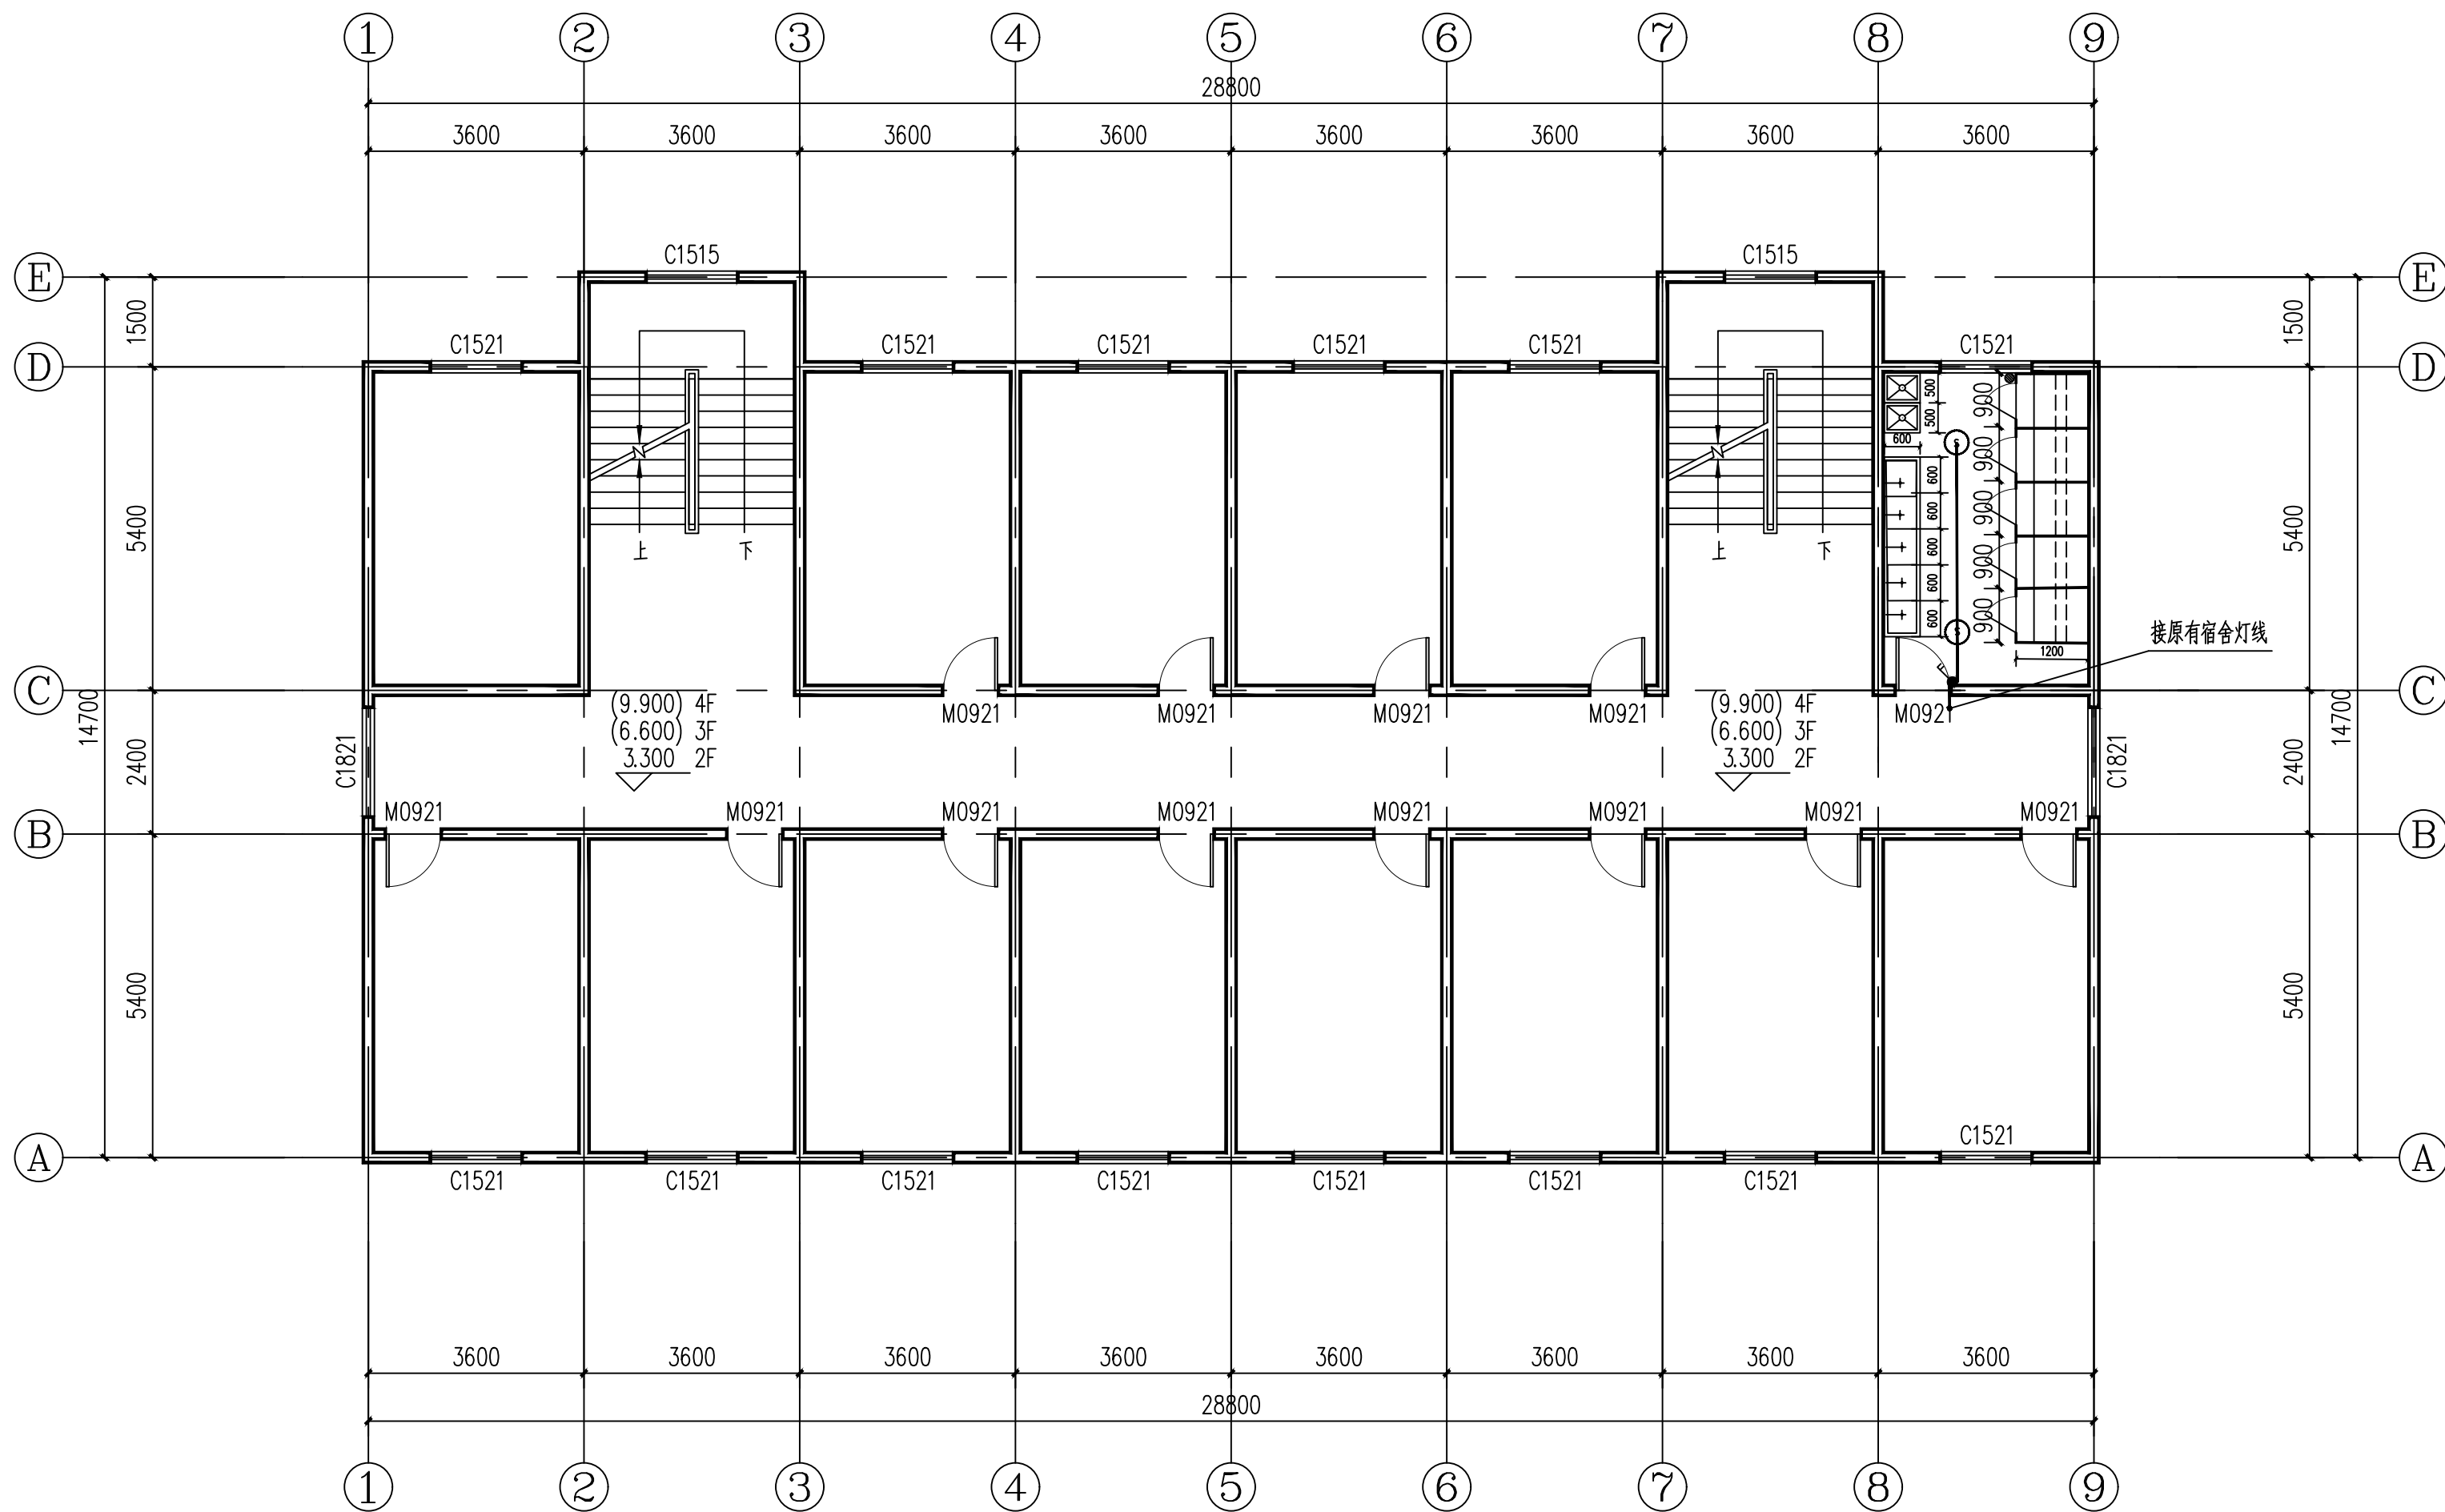 1 2 3 4 5 6 7 8 9
28800
3600 3600 3600 3600 3600 3600 3600 3600
C1515 C1515
E E
1500 1500
C1521 C1521 C1521 C1521 C1521 C1521
D D
500
900
500
600
900
600
600
900
5400 5400
600
上 下 上 下
900
600
900
600
接原有宿舍灯线
1200
C C
14700 14700
(9.900) 4F (9.900) 4F
M0921 M0921 M0921 M0921 M0921
(6.600) 3F (6.600) 3F
3.300 2F 3.300 2F
C1821 C1821
2400 2400
M0921 M0921 M0921 M0921 M0921 M0921 M0921 M0921
B B
5400 5400
C1521
A A
C1521 C1521 C1521 C1521 C1521 C1521 C1521
3600 3600 3600 3600 3600 3600 3600 3600
28800
1 2 3 4 5 6 7 8 9